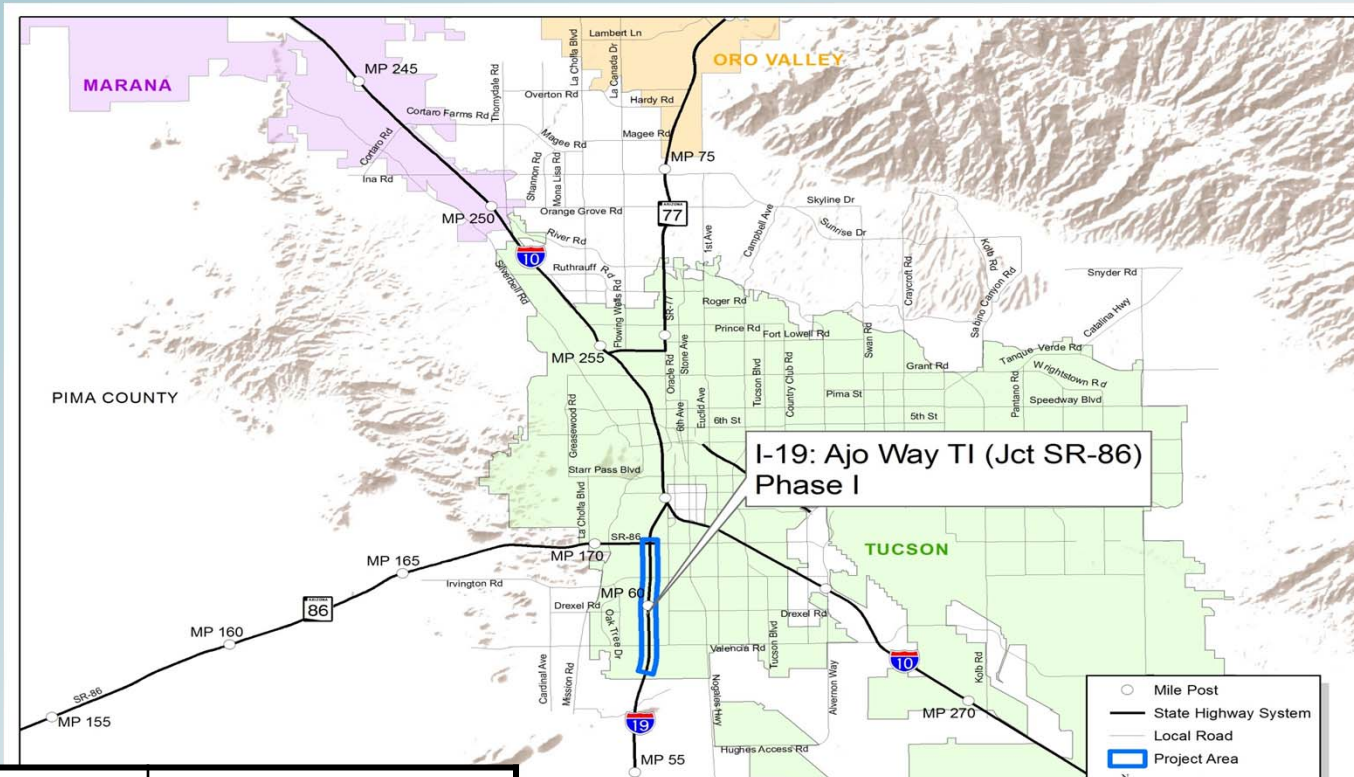 Lambert Ln
La Cholla Blvd
La Canada Dr
ORO VALLEY
MP 245
MARANA
Thornydale Rd
Overton Rd
Hardy Rd
Cortaro Farms Rd
Magee Rd
Magee Rd
Cortaro Rd
MP 75
Shannon Rd
Mona Lisa Rd
Ina Rd
ARIZONA
77
Skyline Dr
MP 250
Orange Grove Rd
1st Ave
Campbell Ave
Sunrise Dr
River Rd
Kolb Rd
10
Ruthrauff Rd
Craycroft Rd
Sabino Canyon Rd
Snyder Rd
Silverbell Rd
Flowing Wells Rd
SR-77
Roger Rd
Catalina Hwy
Prince Rd
Fort Lowell Rd
Swan Rd
MP 255
Oracle Rd
Stone Ave
Tucson Blvd
Country Club Rd
Grant Rd
Tanque Verde Rd
Wrightstown Rd
PIMA COUNTY
Greasewood Rd
6th Ave
Euclid Ave
6th St
Pima St
5th St
Pantano Rd
Speedway Blvd
I-19: Ajo Way TI (Jct SR-86)
Phase I
Starr Pass Blvd
La Cholla Blvd
SR-86
MP 170
TUCSON
MP 165
Irvington Rd
MP 60
ARIZONA
86
Drexel Rd
Drexel Rd
Oak Tree Dr
MP 160
Valencia Rd
Tucson Blvd
10
Cardinal Ave
Mission Rd
Nogales Hwy
Alvernon Way
Kolb Rd
SR-86
MP 155
19
MP 270
Hughes Access Rd
MP 55
Mile Post
State Highway System
Local Road
Project Area
N